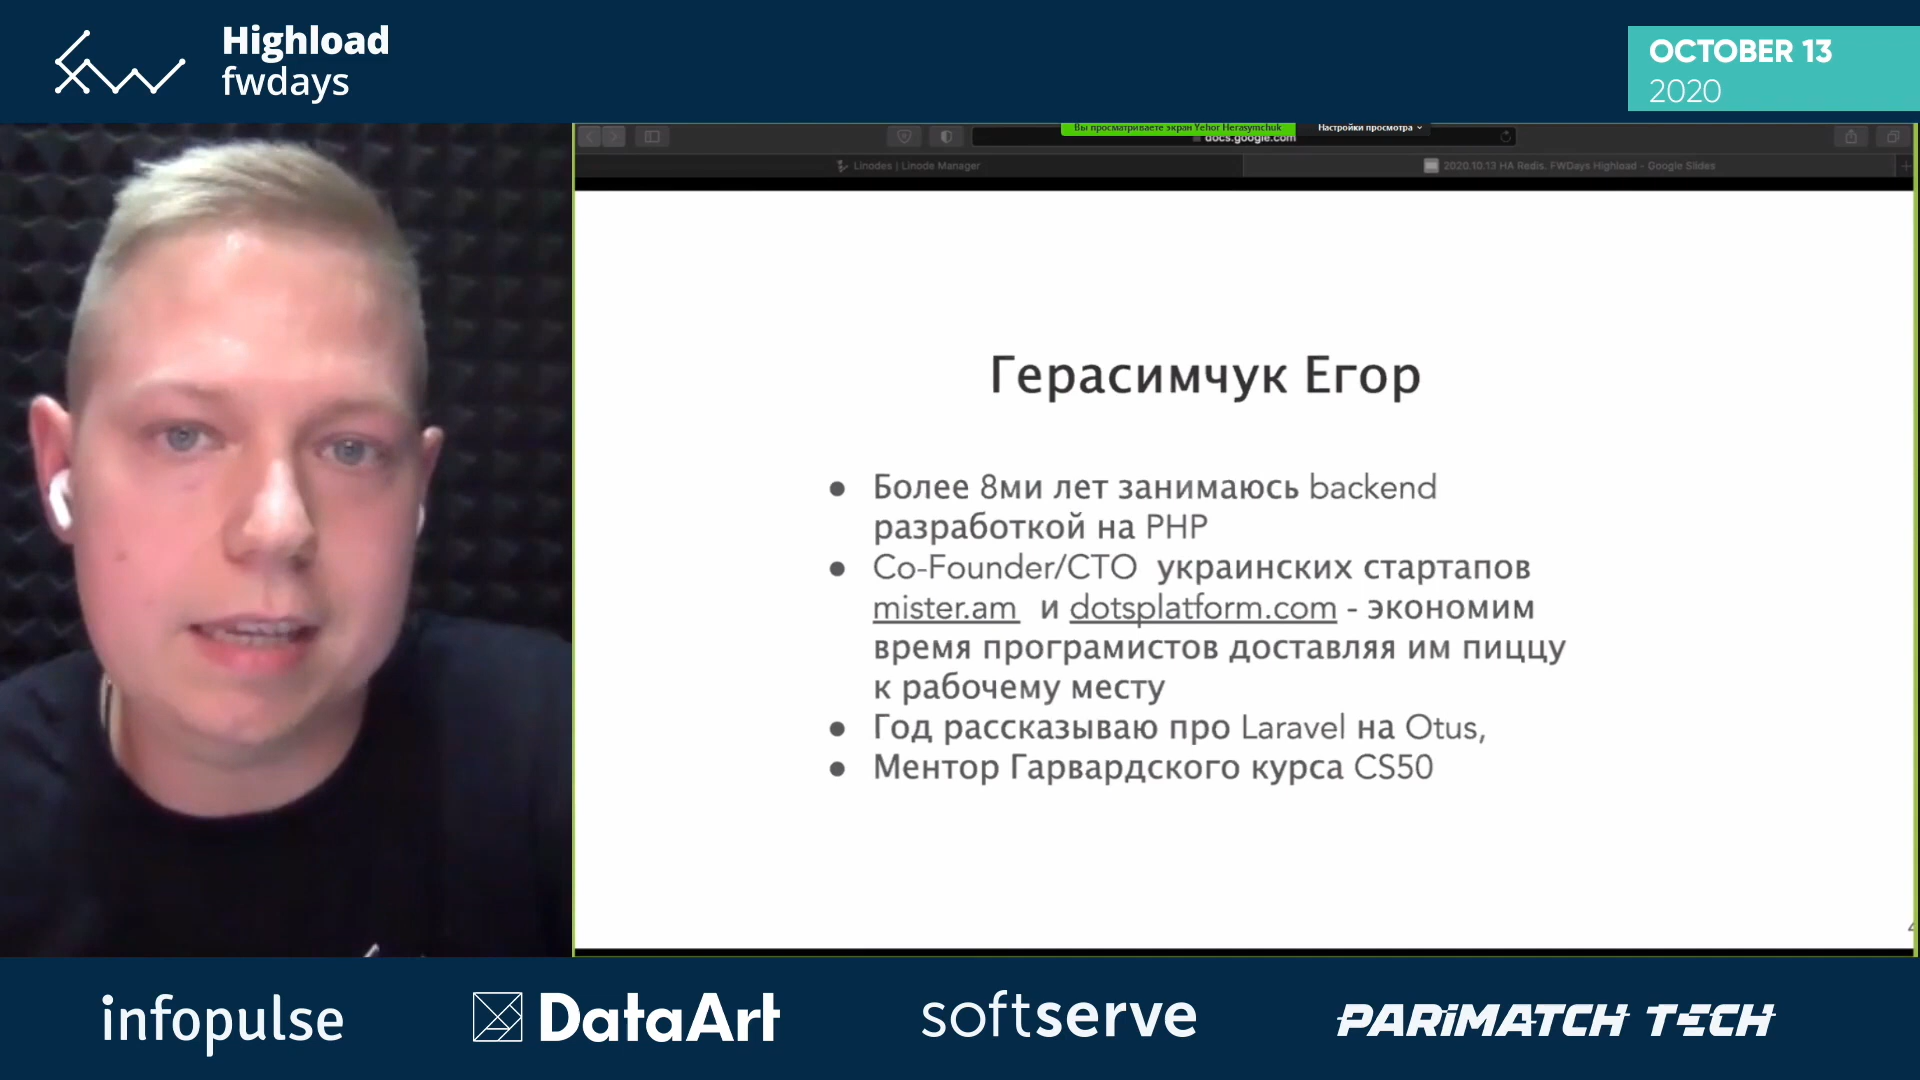 Highload
fwdays
OCTOBER 13
2020
Вы просматриваете экран Yehor Herasymchuk
Настройки просмотра
docs.google.com
Linodes | Linode Manager
2020.10.13 HA Redis. FWDays Highload - Google Slides
Герасимчук Егор
● Более 8ми лет занимаюсь backend
разработкой на PHP
● Co-Founder/CTO украинских стартапов
mister.am и dotsplatform.com - экономим
время програмистов доставляя им пиццу
к рабочему месту
● Год рассказываю про Laravel на Otus,
● Ментор Гарвардского курса CS50
infopulse
DataArt
softserve
PARIMATCH TECH